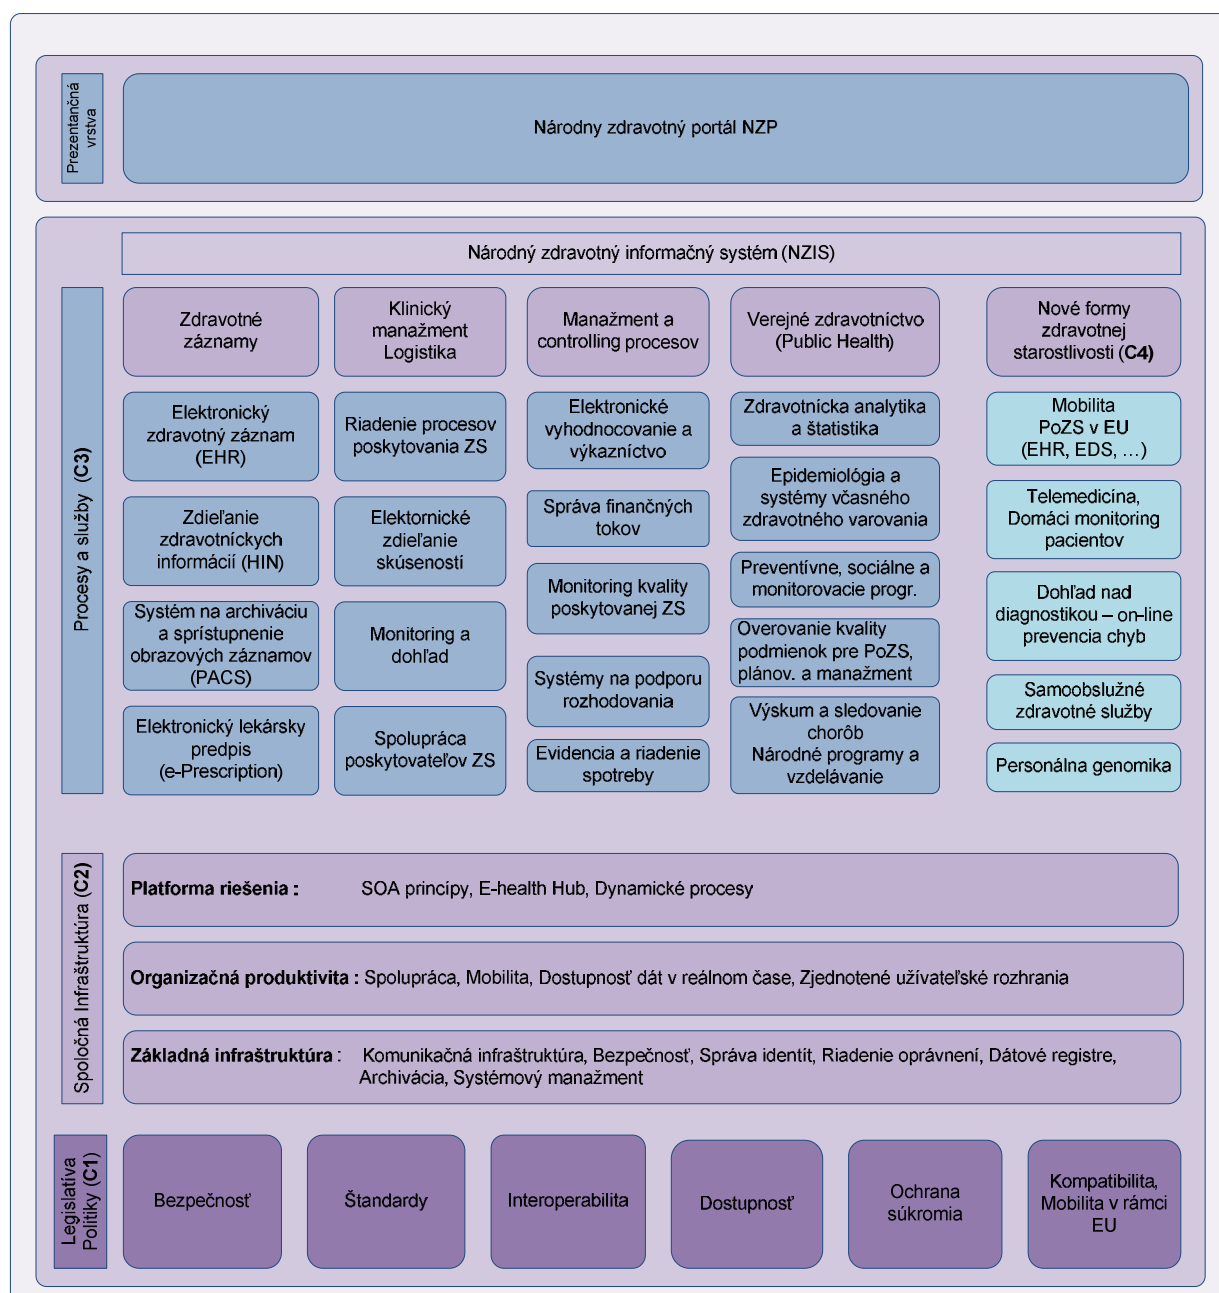 Prezentančná
vrstva
Národny zdravotný portál NZP
Národný zdravotný informačný systém (NZIS)
Procesy a služby (C3)
Zdravotné
záznamy
Klinický
manažment
Logistika
Manažment a
controlling procesov
Verejné zdravotníctvo
(Public Health)
Nové formy
zdravotnej
starostlivosti (C4)
Elektronický
zdravotný záznam
(EHR)
Zdieľanie
zdravotníckych
informácií (HIN)
Systém na archiváciu
a sprístupnenie
obrazových záznamov
(PACS)
Elektronický lekársky
predpis
(e-Prescription)
Riadenie procesov
poskytovania ZS
Elektornické
zdieľanie
skúseností
Monitoring a
dohľad
Spolupráca
poskytovateľov ZS
Elektronické
vyhodnocovanie a
výkazníctvo
Správa finančných
tokov
Monitoring kvality
poskytovanej ZS
Systémy na podporu
rozhodovania
Evidencia a riadenie
spotreby
Zdravotnícka analytika
a štatistika
Epidemiológia a
systémy včasného
zdravotného varovania
Preventívne, sociálne a
monitorovacie progr.
Overovanie kvality
podmienok pre PoZS,
plánov. a manažment
Výskum a sledovanie
chorôb
Národné programy a
vzdelávanie
Mobilita
PoZS v EU
(EHR, EDS, …)
Telemedicína,
Domáci monitoring
pacientov
Dohľad nad
diagnostikou – on-line
prevencia chyb
Samoobslužné
zdravotné služby
Personálna genomika
Spoločná Infraštruktúra (C2)
Platforma riešenia : SOA princípy, E-health Hub, Dynamické procesy
Organizačná produktivita : Spolupráca, Mobilita, Dostupnosť dát v reálnom čase, Zjednotené užívateľské rozhrania
Základná infraštruktúra : Komunikačná infraštruktúra, Bezpečnosť, Správa identít, Riadenie oprávnení, Dátové registre,
Archivácia, Systémový manažment
Legislatíva
Politiky (C1)
Bezpečnosť
Štandardy
Interoperabilita
Dostupnosť
Ochrana
súkromia
Kompatibilita,
Mobilita v rámci
EU